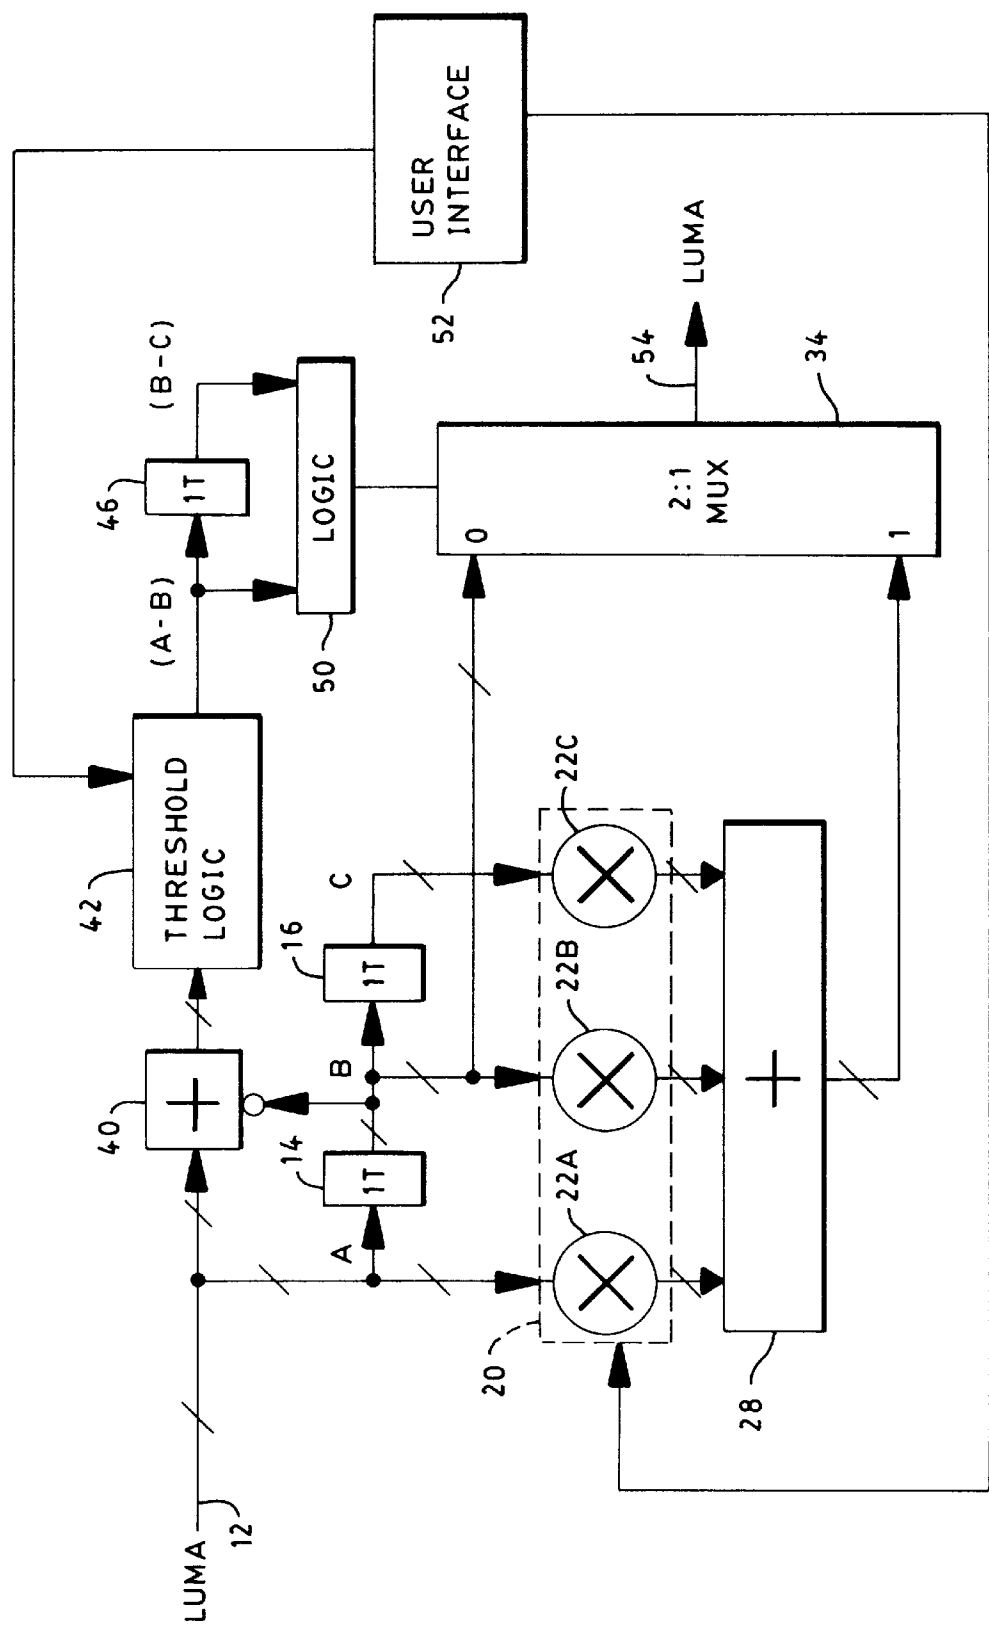 LUMA
12
40
+
42
THRESHOLD
LOGIC
(A-B)
46
1T
(B-C)
50
LOGIC
USER
INTERFACE
52
A
14
1T
B
16
1T
C
20
22A
22B
22C
28
+
0
1
2:1
MUX
34
54
LUMA